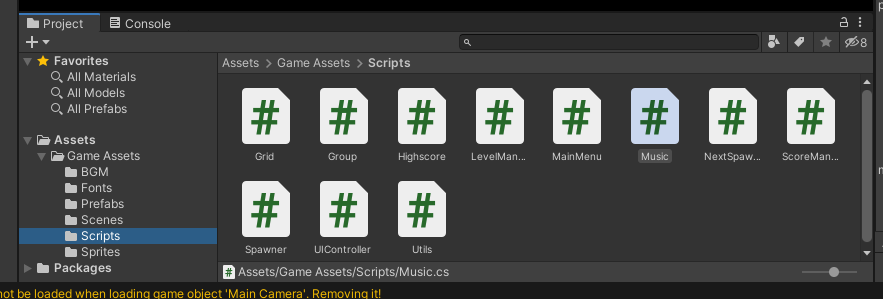 Project
Console
8
Favorites
All Materials
All Models
All Prefabs
Assets
Game Assets
BGM
Fonts
Prefabs
Scenes
Scripts
Sprites
Packages
Assets > Game Assets > Scripts
Grid
Group
Highscore
LevelMan...
MainMenu
Music
NextSpaw...
ScoreMan...
Spawner
UIController
Utils
Assets/Game Assets/Scripts/Music.cs
not be loaded when loading game object 'Main Camera'. Removing it!